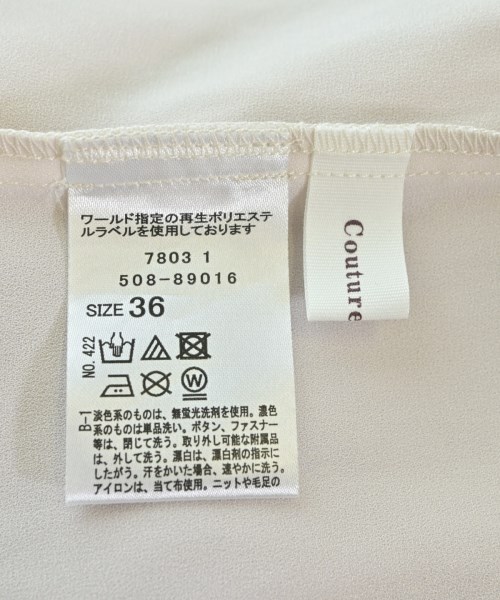 ワールド指定の再生ポリエステ
ルラベルを使用しております
7803 1
508-89016
SIZE 36
NO.422
B-1
淡色系のものは、無蛍光洗剤を使用。濃色
系のものは単品洗い。ボタン、ファスナー
等は、閉じて洗う。取り外し可能な附属品
は、外して洗う。漂白は、漂白剤の指示に
したがう。汗をかいた場合、速やかに洗う。
アイロンは、当て布使用。ニットや毛足の
Couture